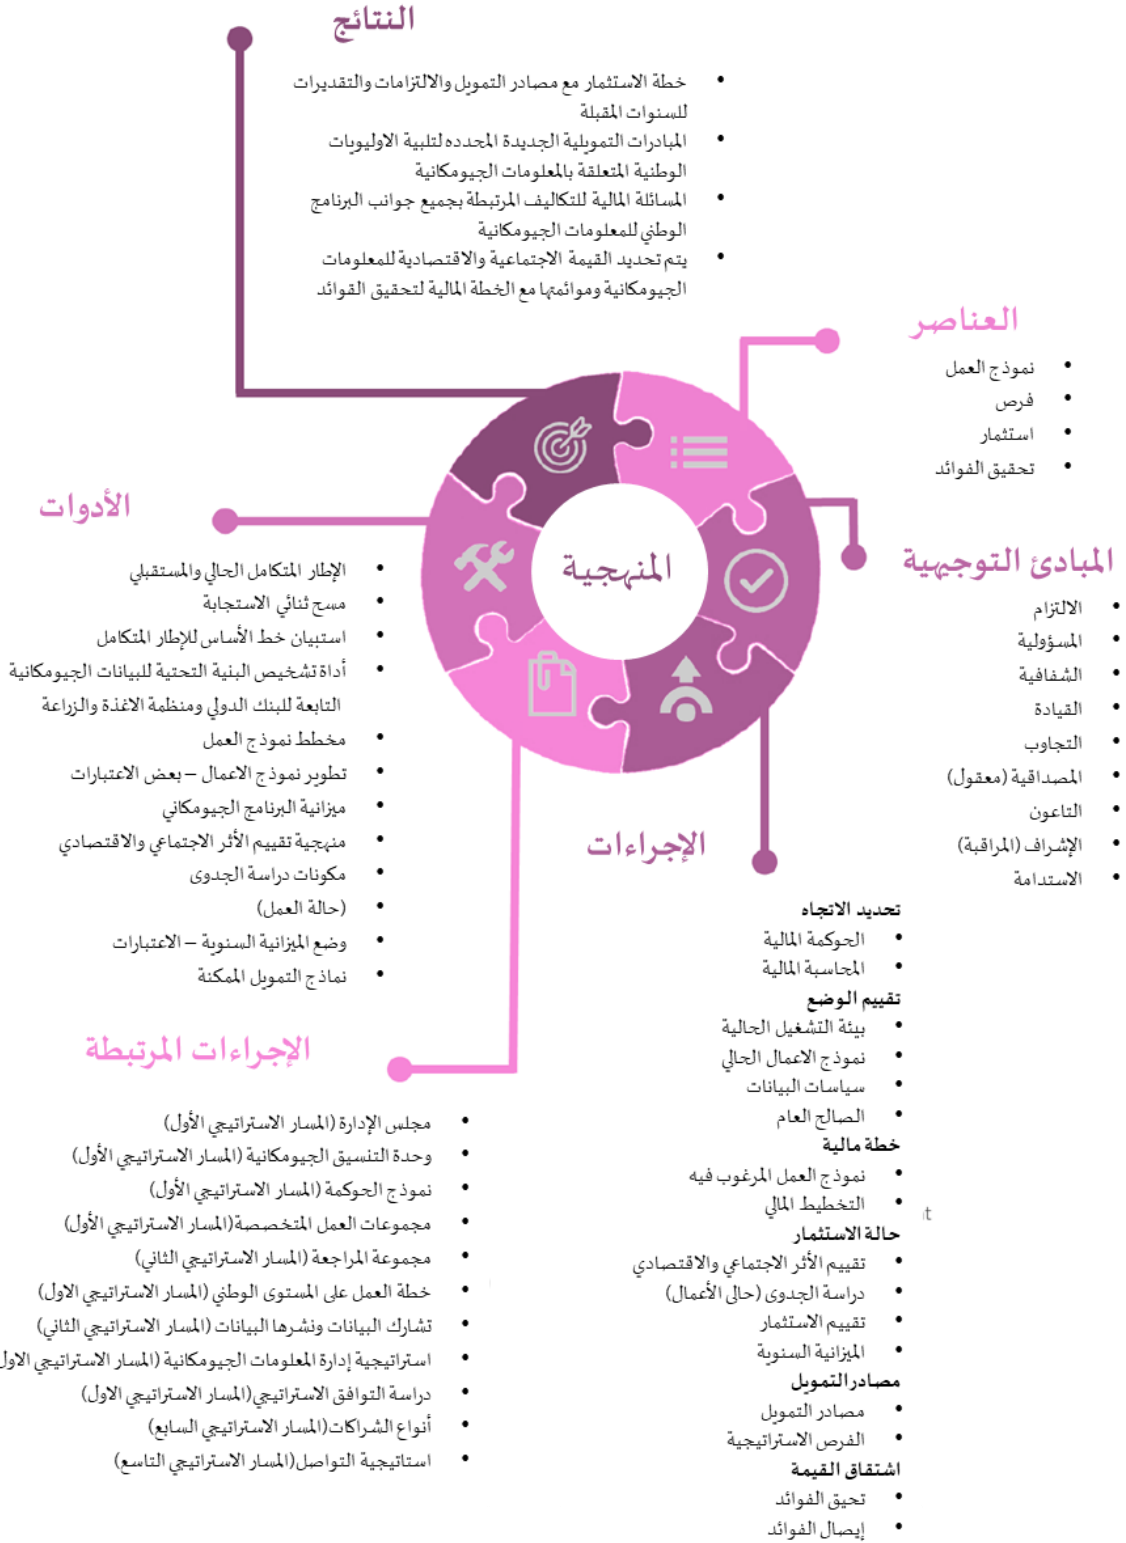 النتائج
• خطة الاستثمار مع مصادر التمويل والالتزامات والتقديرات
للسنوات المقبلة
• المبادرات التمويلية الجديدة المحدده لتلبية الاوليويات
الوطنية المتعلقة بالمعلومات الجيومكانية
• المسائلة المالية للتكاليف المرتبطة بجميع جوانب البرنامج
الوطني للمعلومات الجيومكانية
• يتم تحديد القيمة الاجتماعية والاقتصادية للمعلومات
الجيومكانية وموائمتها مع الخطة المالية لتحقيق القوائد
العناصر
• نموذج العمل
• فرص
• استثمار
• تحقيق الفوائد
المبادئ التوجيهية
• الالتزام
• المسؤولية
• الشفافية
• القيادة
• التجاوب
• المصداقية (معقول)
• التاعون
• الإشراف (المراقبة)
• الاستدامة
المنهجية
الأدوات
• الإطار المتكامل الحالي والمستقبلي
• مسح ثنائي الاستجابة
• استبيان خط الأساس للإطار المتكامل
• أداة تشخيص البنية التحتية للبيانات الجيومكانية
التابعة للبنك الدولي ومنظمة الاغذة والزراعة
• مخطط نموذج العمل
• تطوير نموذج الاعمال – بعض الاعتبارات
• ميزانية البرنامج الجيومكاني
• منهجية تقييم الأثر الاجتماعي والاقتصادي
• مكونات دراسة الجدوى
• (حالة العمل)
• وضع الميزانية السنوية – الاعتبارات
• نماذج التمويل الممكنة
الإجراءات
تحديد الاتجاه
• الحوكمة المالية
• المحاسبة المالية
تقييم الوضع
• بيئة التشغيل الحالية
• نموذج الاعمال الحالي
• سياسات البيانات
• الصالح العام
خطة مالية
• نموذج العمل المرغوب فيه
• التخطيط المالي
حالة الاستثمار
• تقييم الأثر الاجتماعي والاقتصادي
• دراسة الجدوى (حالى الأعمال)
• تقييم الاستثمار
• الميزانية السنوية
مصادر التمويل
• مصادر التمويل
• الفرص الاستراتيجية
اشتقاق القيمة
• تحيق الفوائد
• إيصال الفوائد
الإجراءات المرتبطة
• مجلس الإدارة (المسار الاستراتيجي الأول)
• وحدة التنسيق الجيومكانية (المسار الاستراتيجي الأول)
• نموذج الحوكمة (المسار الاستراتيجي الأول)
• مجموعات العمل المتخصصة(المسار الاستراتيجي الأول)
• مجموعة المراجعة (المسار الاستراتيجي الثاني)
• خطة العمل على المستوى الوطني (المسار الاستراتيجي الاول)
• تشارك البيانات ونشرها البيانات (المسار الاستراتيجي الثاني)
• استراتيجية إدارة المعلومات الجيومكانية (المسار الاستراتيجي الاول
• دراسة التوافق الاستراتيجي(المسار الاستراتيجي الاول)
• أنواع الشراكات(المسار الاستراتيجي السابع)
• استاتيجية التواصل(المسار الاستراتيجي التاسع)